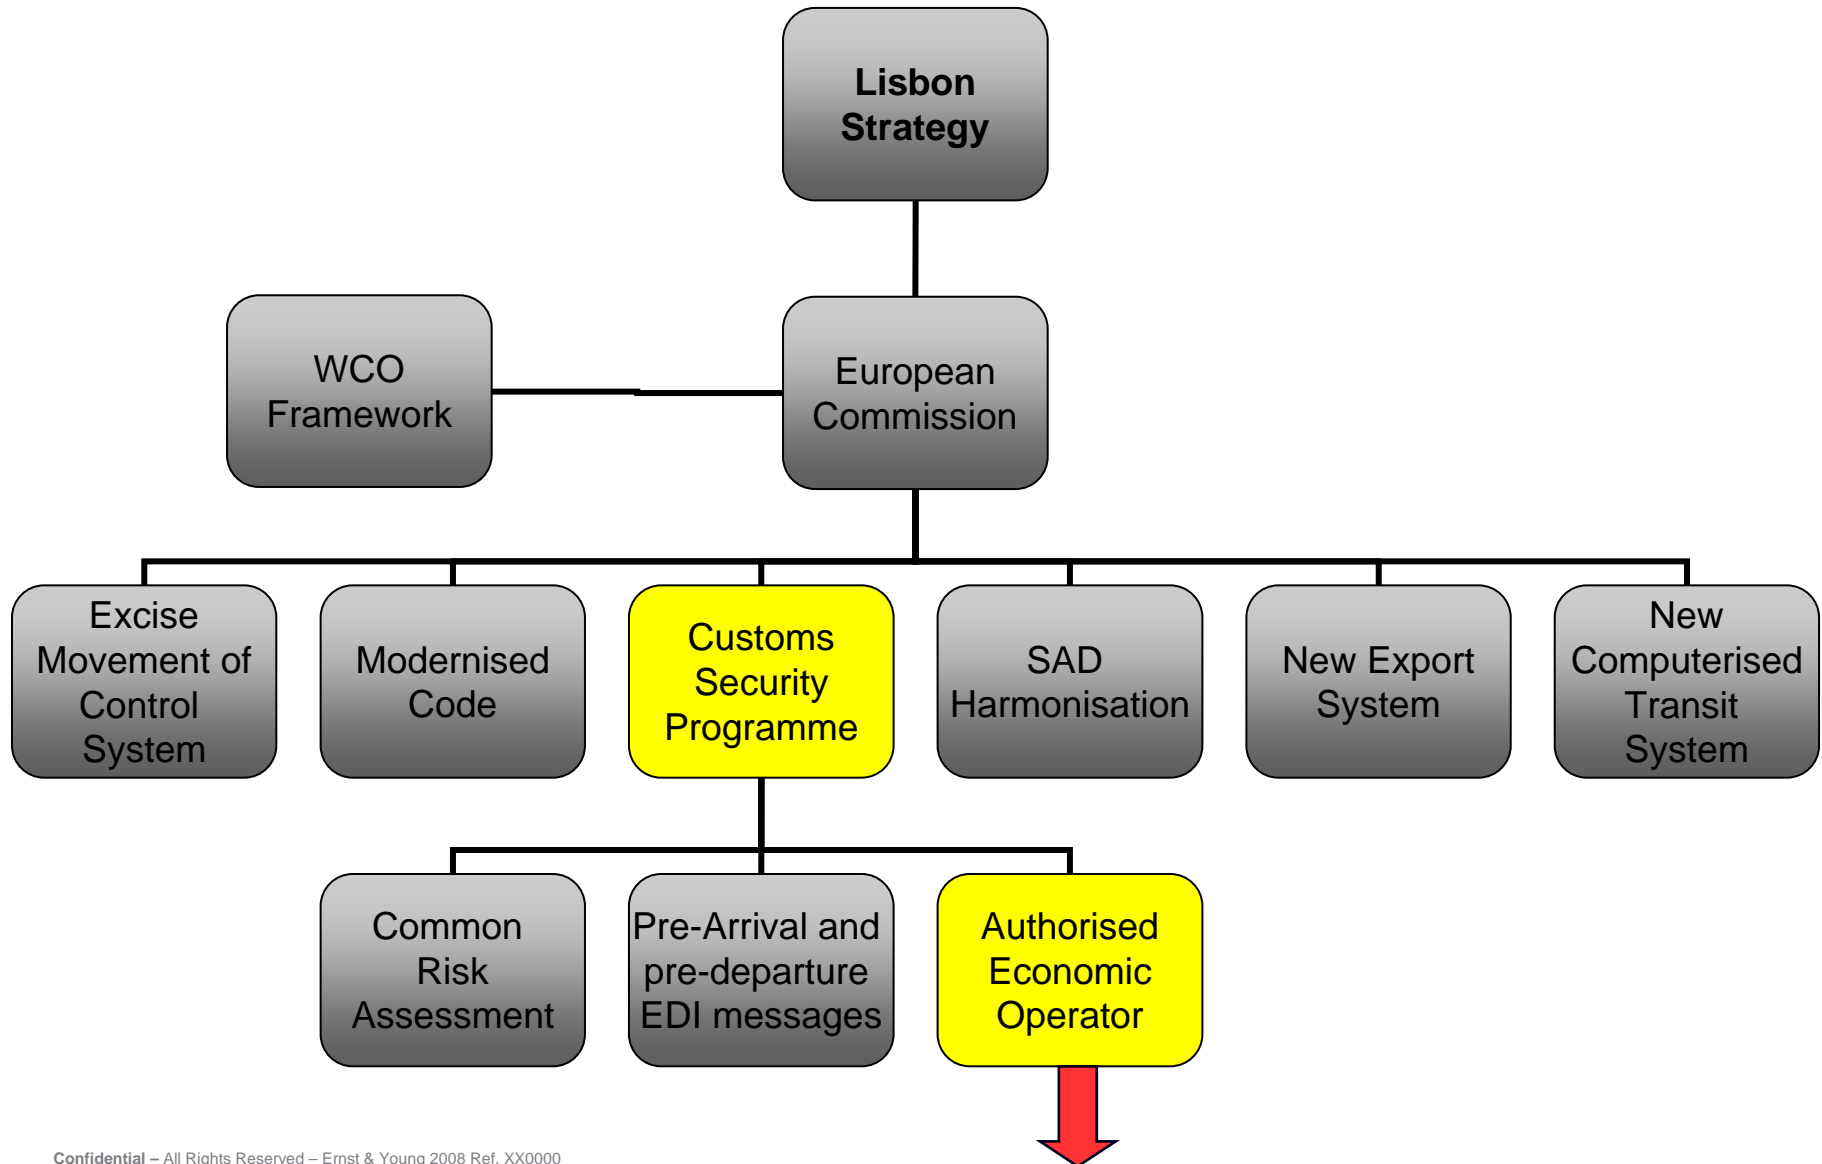 Lisbon
Strategy
WCO
Framework
European
Commission
Excise
Movement of
Control
System
Modernised
Code
Customs
Security
Programme
SAD
Harmonisation
New Export
System
New
Computerised
Transit
System
Common
Risk
Assessment
Pre-Arrival and
pre-departure
EDI messages
Authorised
Economic
Operator
Confidential – All Rights Reserved – Ernst & Young 2008 Ref. XX0000